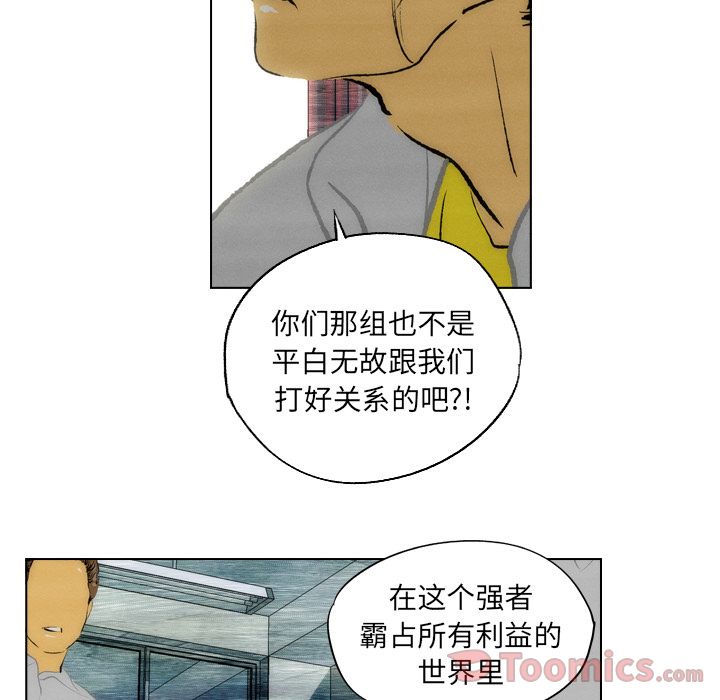 你们那组也不是
平白无故跟我们
打好关系的吧?!
在这个强者
霸占所有利益的
世界里
Toomics.com